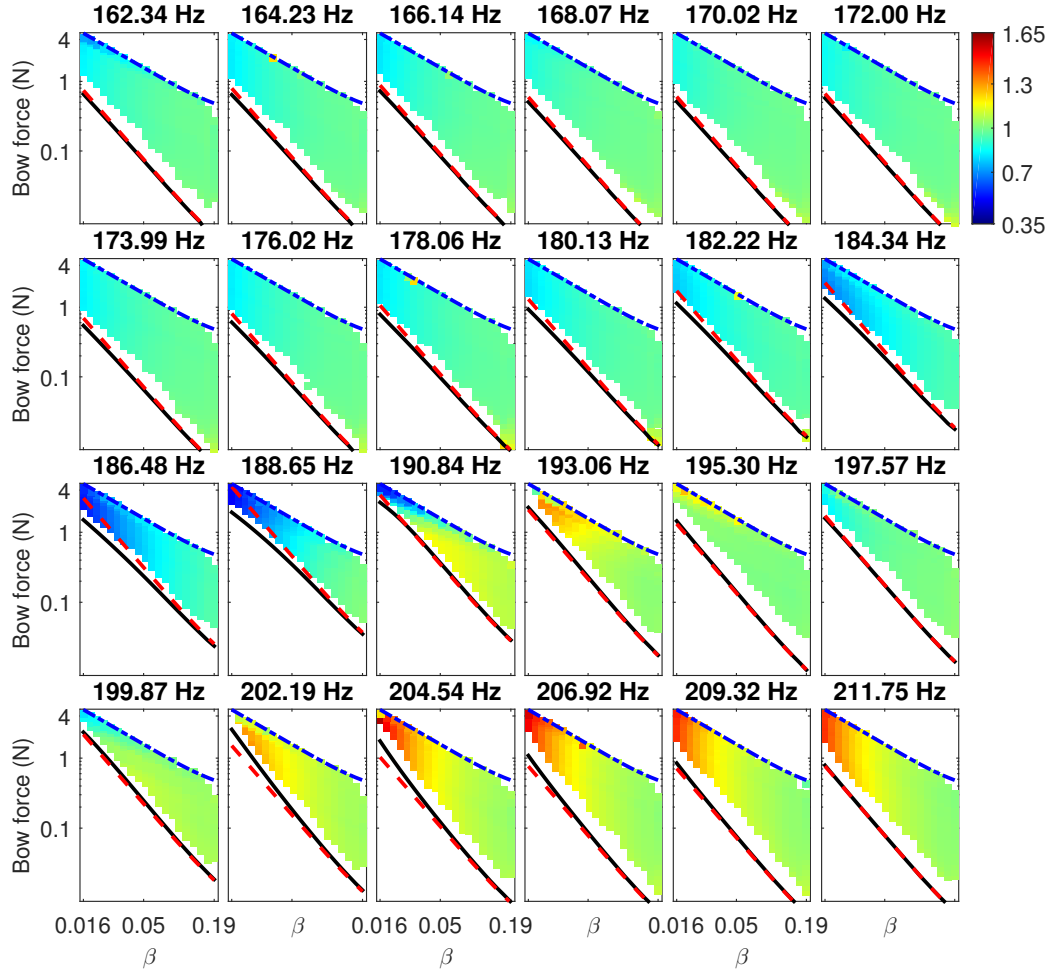 162.34 Hz 164.23 Hz 166.14 Hz 168.07 Hz 170.02 Hz 172.00 Hz
Bow force (N) 4 1 0.1
1.65 1.3 1 0.7 0.35
173.99 Hz 176.02 Hz 178.06 Hz 180.13 Hz 182.22 Hz 184.34 Hz
Bow force (N) 4 1 0.1
186.48 Hz 188.65 Hz 190.84 Hz 193.06 Hz 195.30 Hz 197.57 Hz
Bow force (N) 4 1 0.1
199.87 Hz 202.19 Hz 204.54 Hz 206.92 Hz 209.32 Hz 211.75 Hz
Bow force (N) 4 1 0.1
0.016 0.05 0.19 β 0.016 0.05 0.19 β 0.016 0.05 0.19 β
β β β